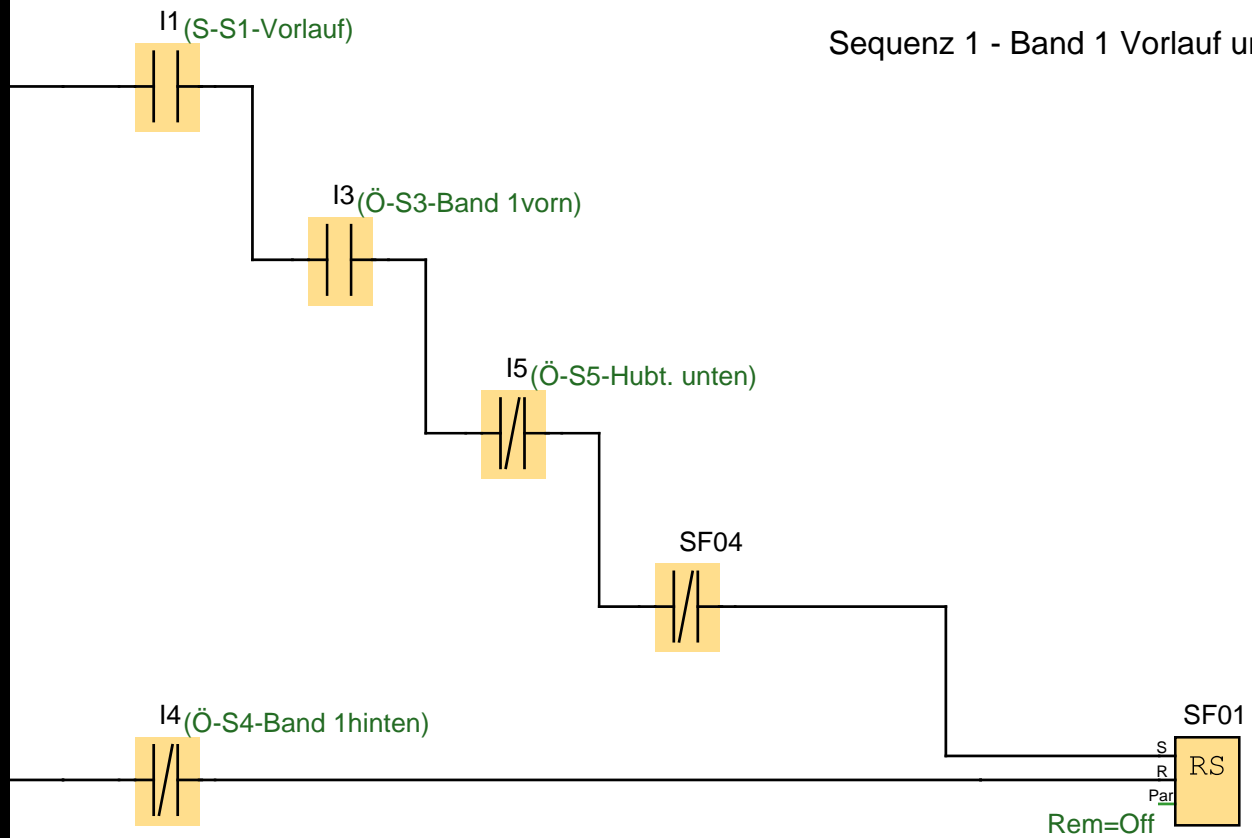 I1 (S-S1-Vorlauf)
Sequenz 1 - Band 1 Vorlauf
I3 (Ö-S3-Band 1vorn)
I5 (Ö-S5-Hubt. unten)
SF04
I4 (Ö-S4-Band 1hinten)
SF01
S
RS
R
Par
Rem=Off